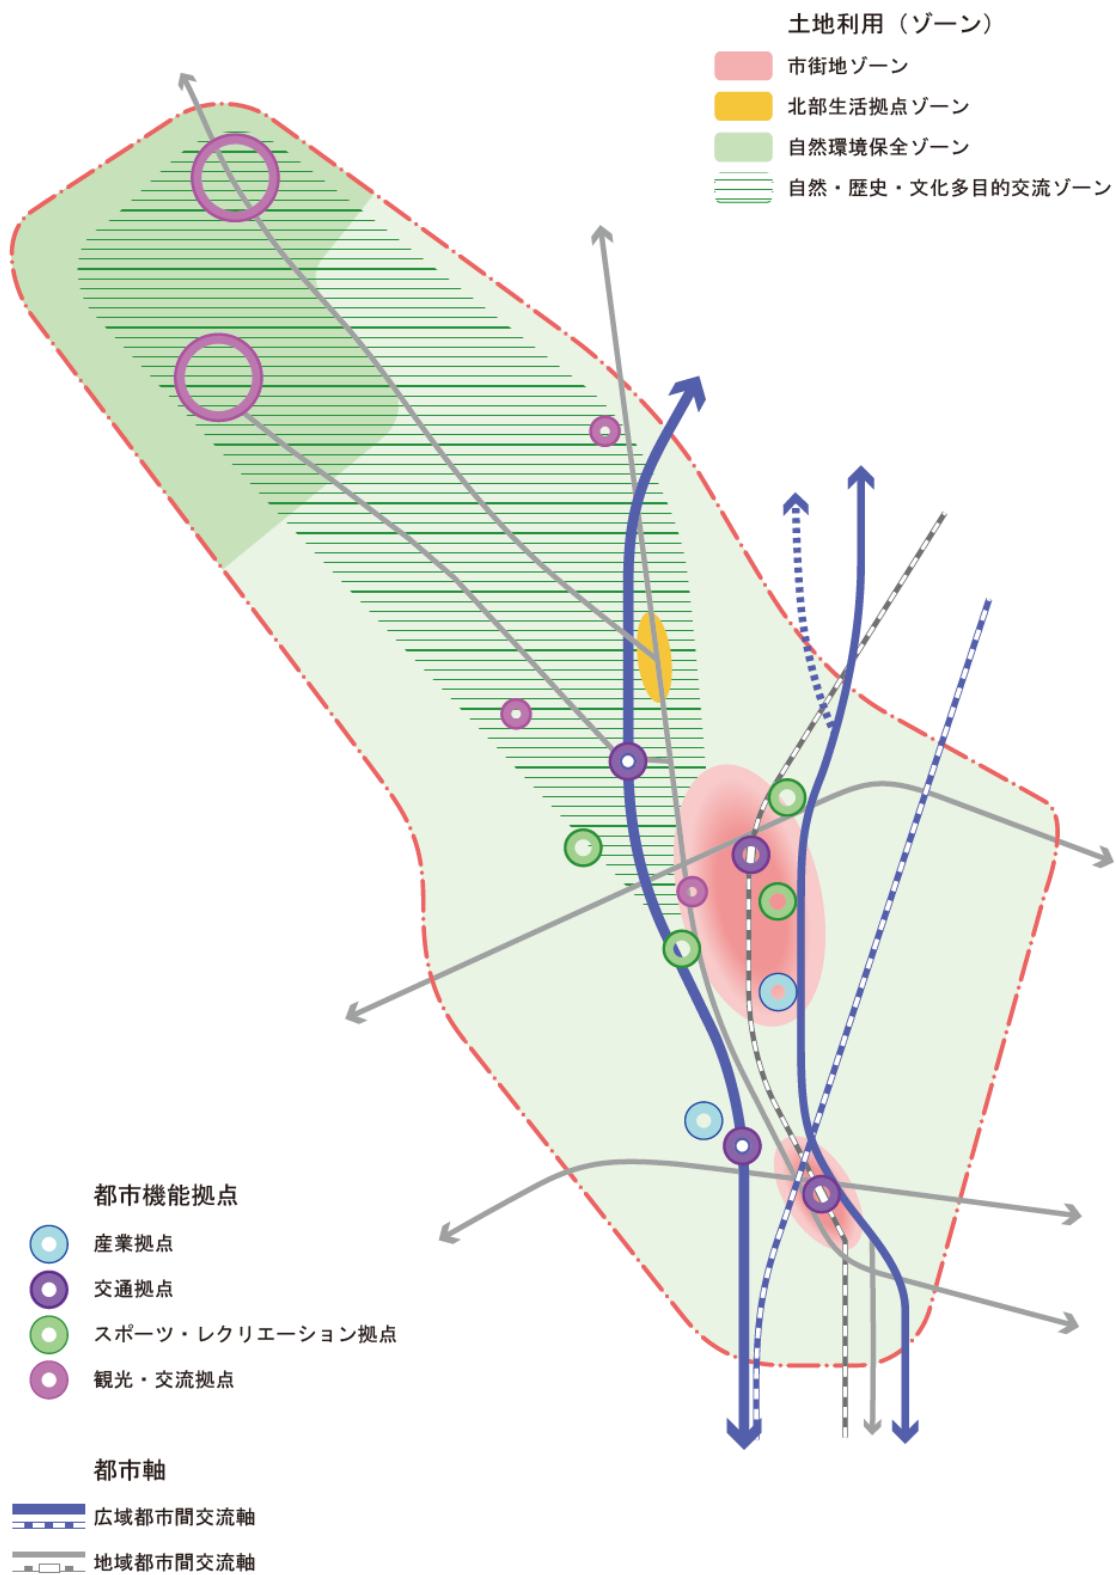 土地利用（ゾーン）
市街地ゾーン
北部生活拠点ゾーン
自然環境保全ゾーン
自然・歴史・文化多目的交流ゾーン
都市機能拠点
産業拠点
交通拠点
スポーツ・レクリエーション拠点
観光・交流拠点
都市軸
広域都市間交流軸
地域都市間交流軸